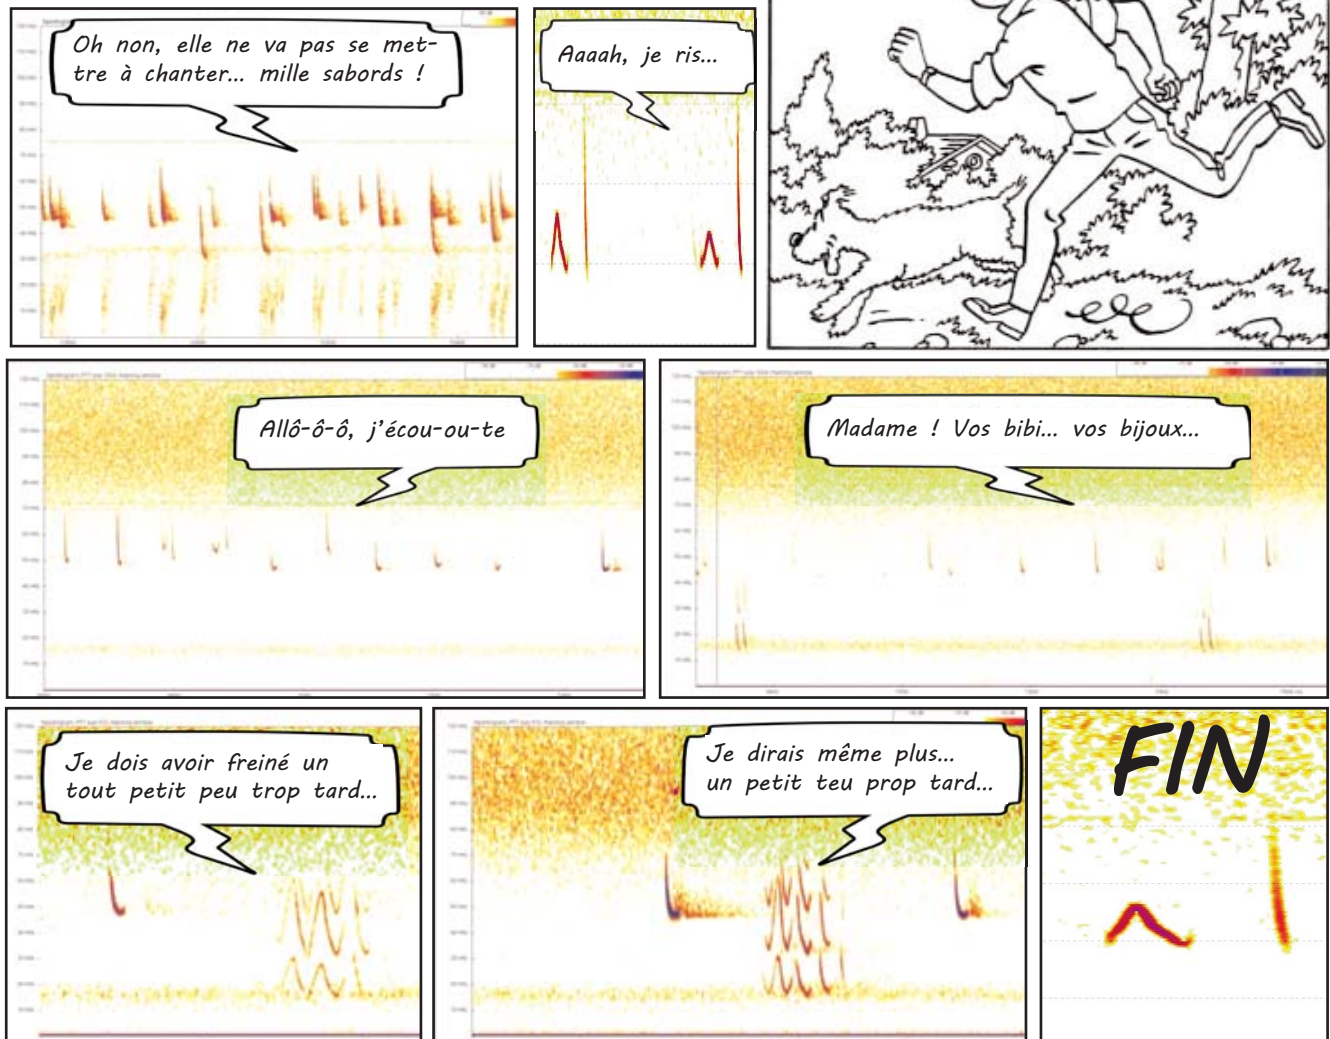 Oh non, elle ne va pas se met-
tre à chanter... mille sabords !
Aaaah, je ris...
Allô-ô-ô, j'écou-ou-te
Madame ! Vos bibi... vos bijoux...
Je dois avoir freiné un
tout petit peu trop tard...
Je dirais même plus...
un petit teu prop tard...
FIN